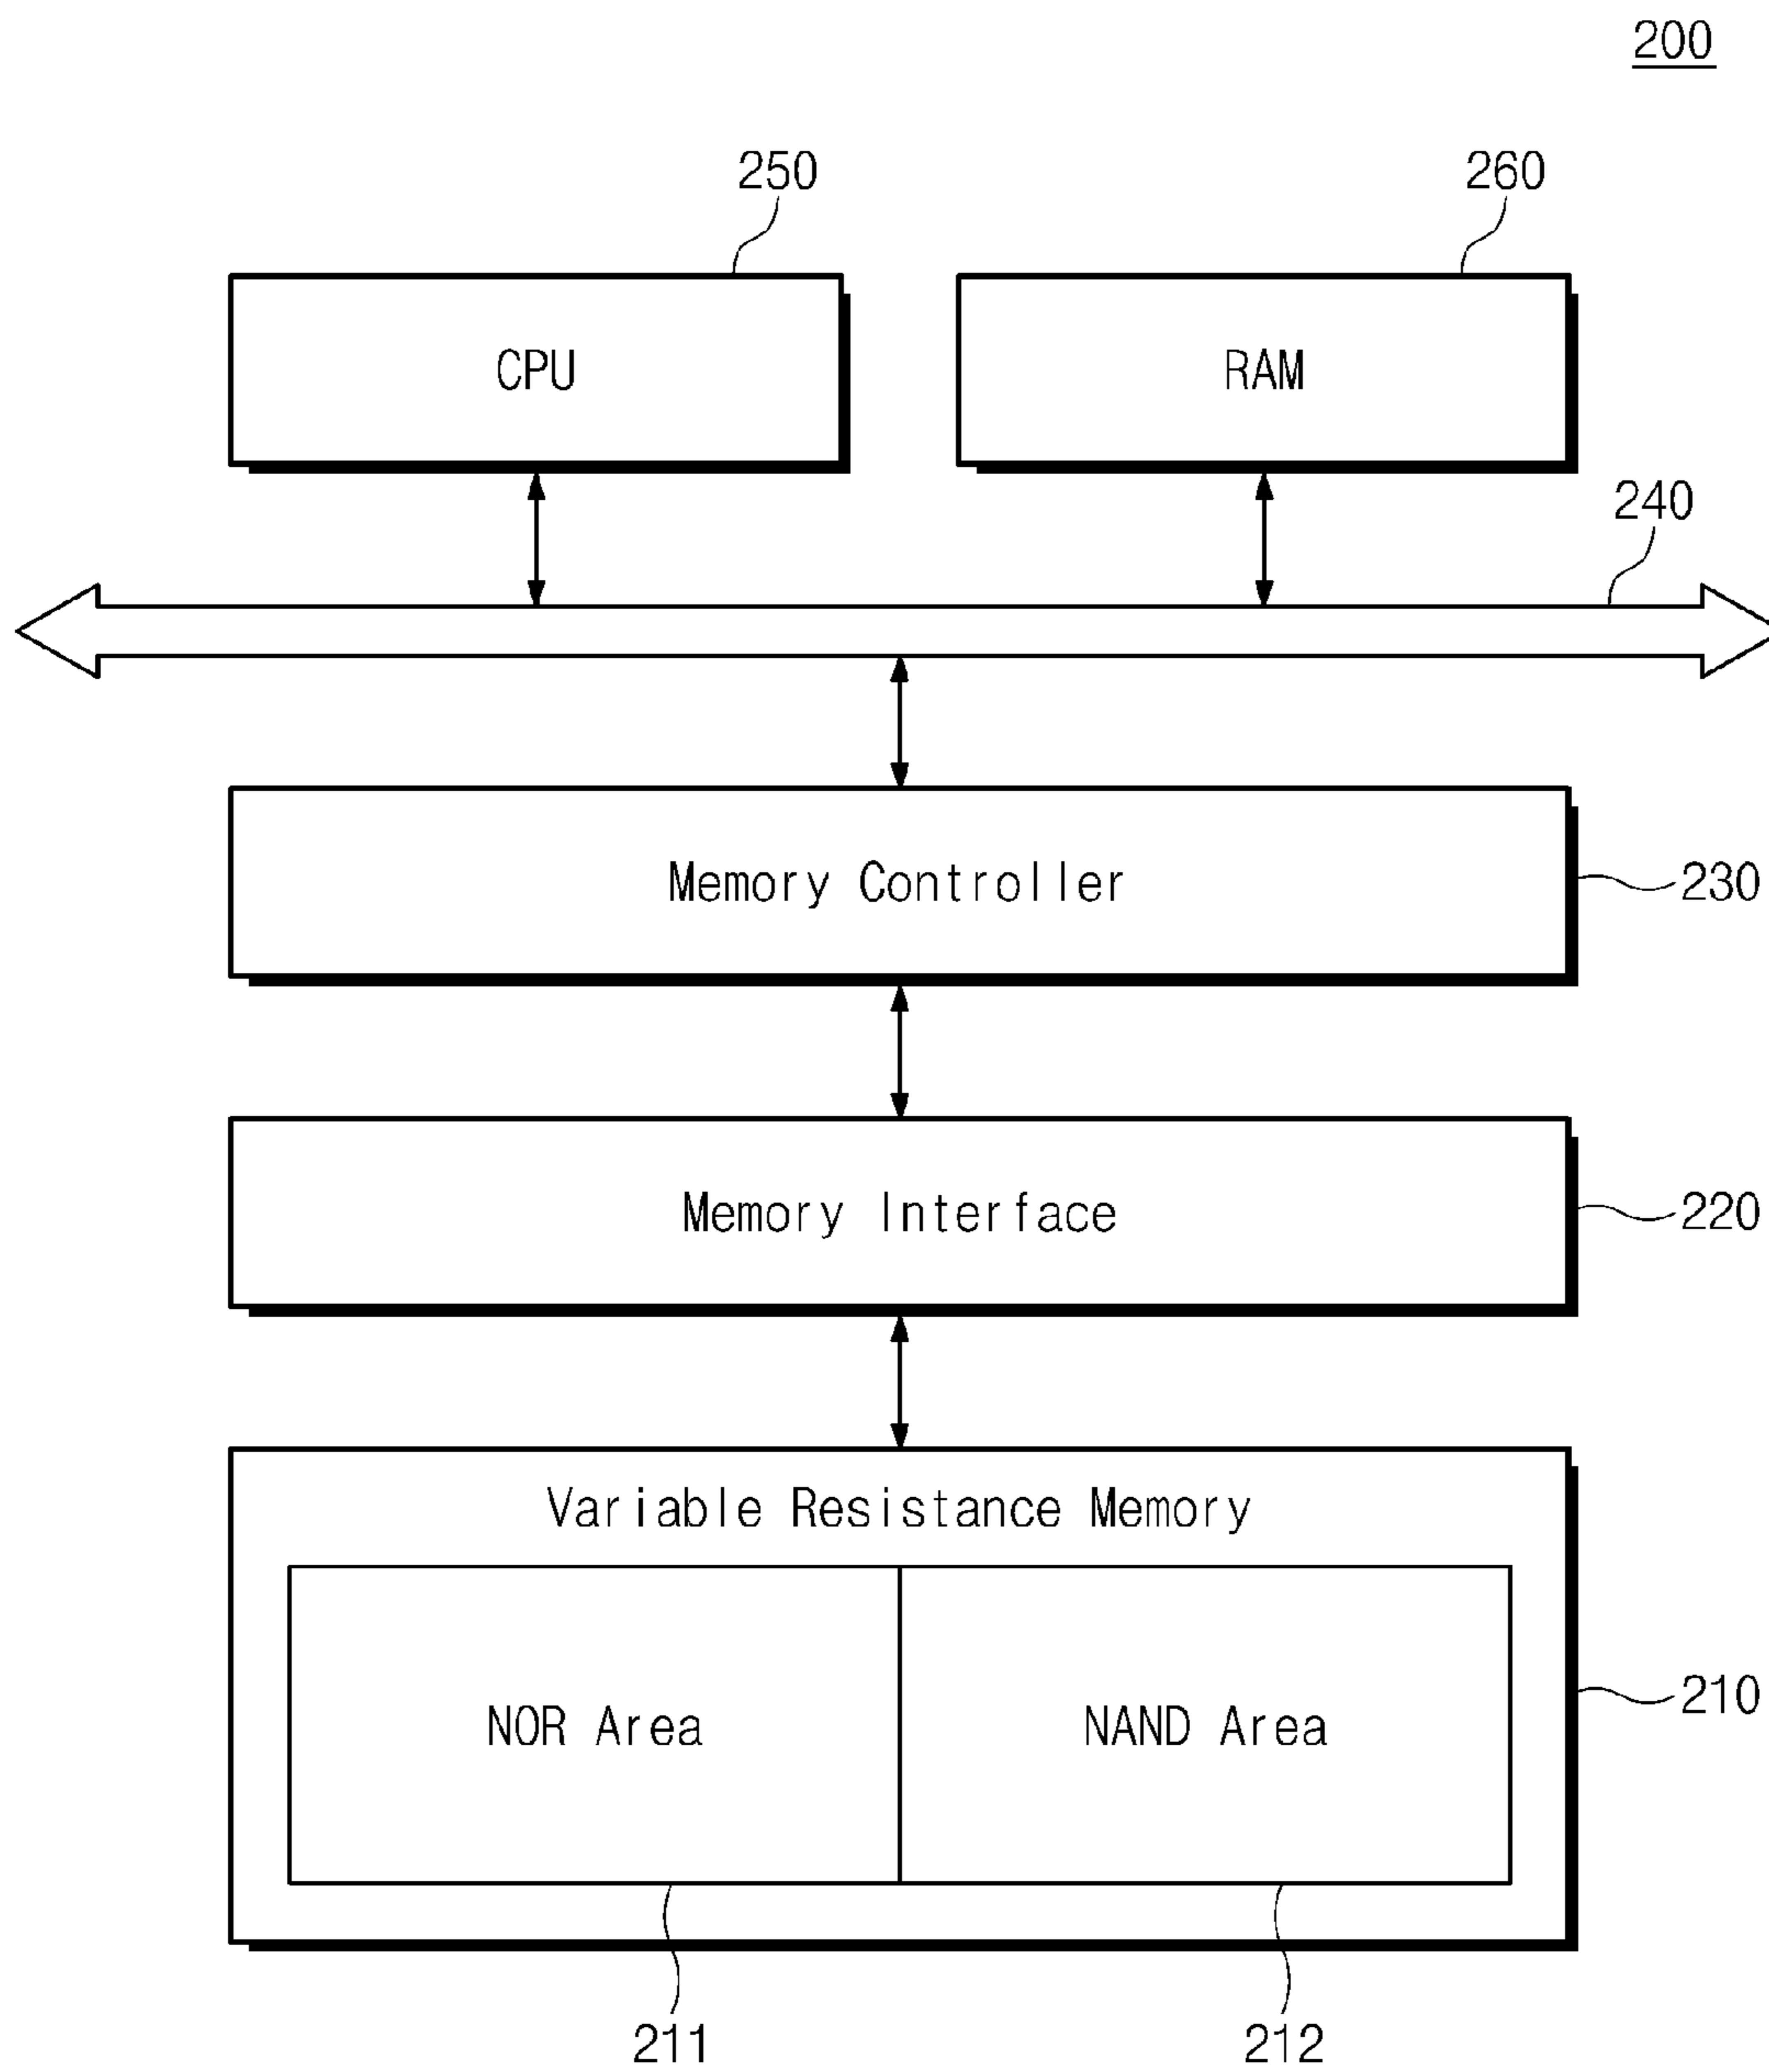 200
250
260
CPU
RAM
240
Memory Controller
230
Memory Interface
220
Variable Resistance Memory
NOR Area
NAND Area
210
211
212